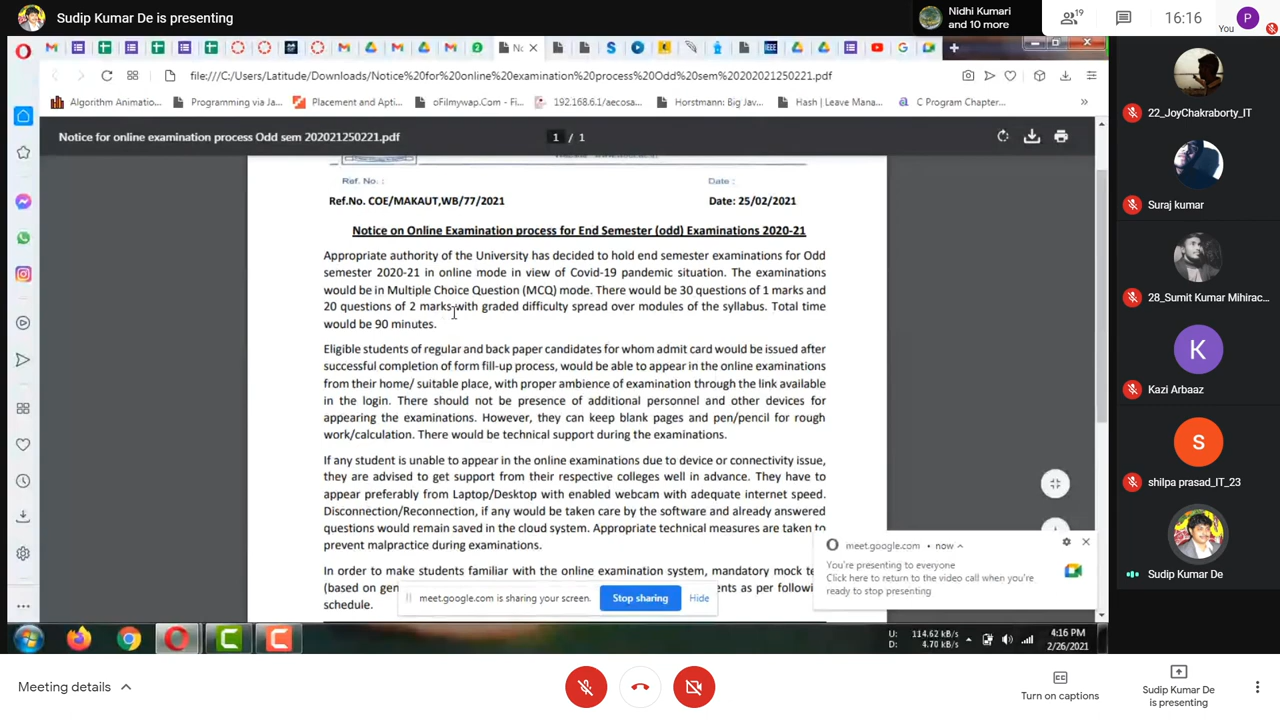 Sudip Kumar De is presenting
Nidhi Kumari
and 10 more
19
16:16
P
You
file:///C:/Users/Latitude/Downloads/Notice%20for%20online%20examination%20process%20Odd%20sem%20202021250221.pdf
Algorithm Animatio...
Programming via Ja...
Placement and Apti...
oFilmywap.Com - Fi...
192.168.6.1/aecosa...
Horstmann: Big Jav...
Hash | Leave Mana...
C Program Chapter...
»
Notice for online examination process Odd sem 202021250221.pdf
1 / 1
Ref. No. :
Date :
Ref.No. COE/MAKAUT,WB/77/2021
Date: 25/02/2021
Notice on Online Examination process for End Semester (odd) Examinations 2020-21
Appropriate authority of the University has decided to hold end semester examinations for Odd
semester 2020-21 in online mode in view of Covid-19 pandemic situation. The examinations
would be in Multiple Choice Question (MCQ) mode. There would be 30 questions of 1 marks and
20 questions of 2 marks with graded difficulty spread over modules of the syllabus. Total time
would be 90 minutes.
Eligible students of regular and back paper candidates for whom admit card would be issued after
successful completion of form fill-up process, would be able to appear in the online examinations
from their home/ suitable place, with proper ambience of examination through the link available
in the login. There should not be presence of additional personnel and other devices for
appearing the examinations. However, they can keep blank pages and pen/pencil for rough
work/calculation. There would be technical support during the examinations.
If any student is unable to appear in the online examinations due to device or connectivity issue,
they are advised to get support from their respective colleges well in advance. They have to
appear preferably from Laptop/Desktop with enabled webcam with adequate internet speed.
Disconnection/Reconnection, if any would be taken care by the software and already answered
questions would remain saved in the cloud system. Appropriate technical measures are taken to
prevent malpractice during examinations.
In order to make students familiar with the online examination system, mandatory mock te
(based on gen
nts as per followi
schedule.
meet.google.com is sharing your screen.
Stop sharing
Hide
meet.google.com • now
You're presenting to everyone
Click here to return to the video call when you're
ready to stop presenting
U: 114.62 kB/s
D: 4.70 kB/s
4:16 PM
2/26/2021
22_JoyChakraborty_IT
Suraj kumar
28_Sumit Kumar Mihirac...
K
Kazi Arbaaz
S
shilpa prasad_IT_23
Sudip Kumar De
Meeting details
Turn on captions
Sudip Kumar De
is presenting